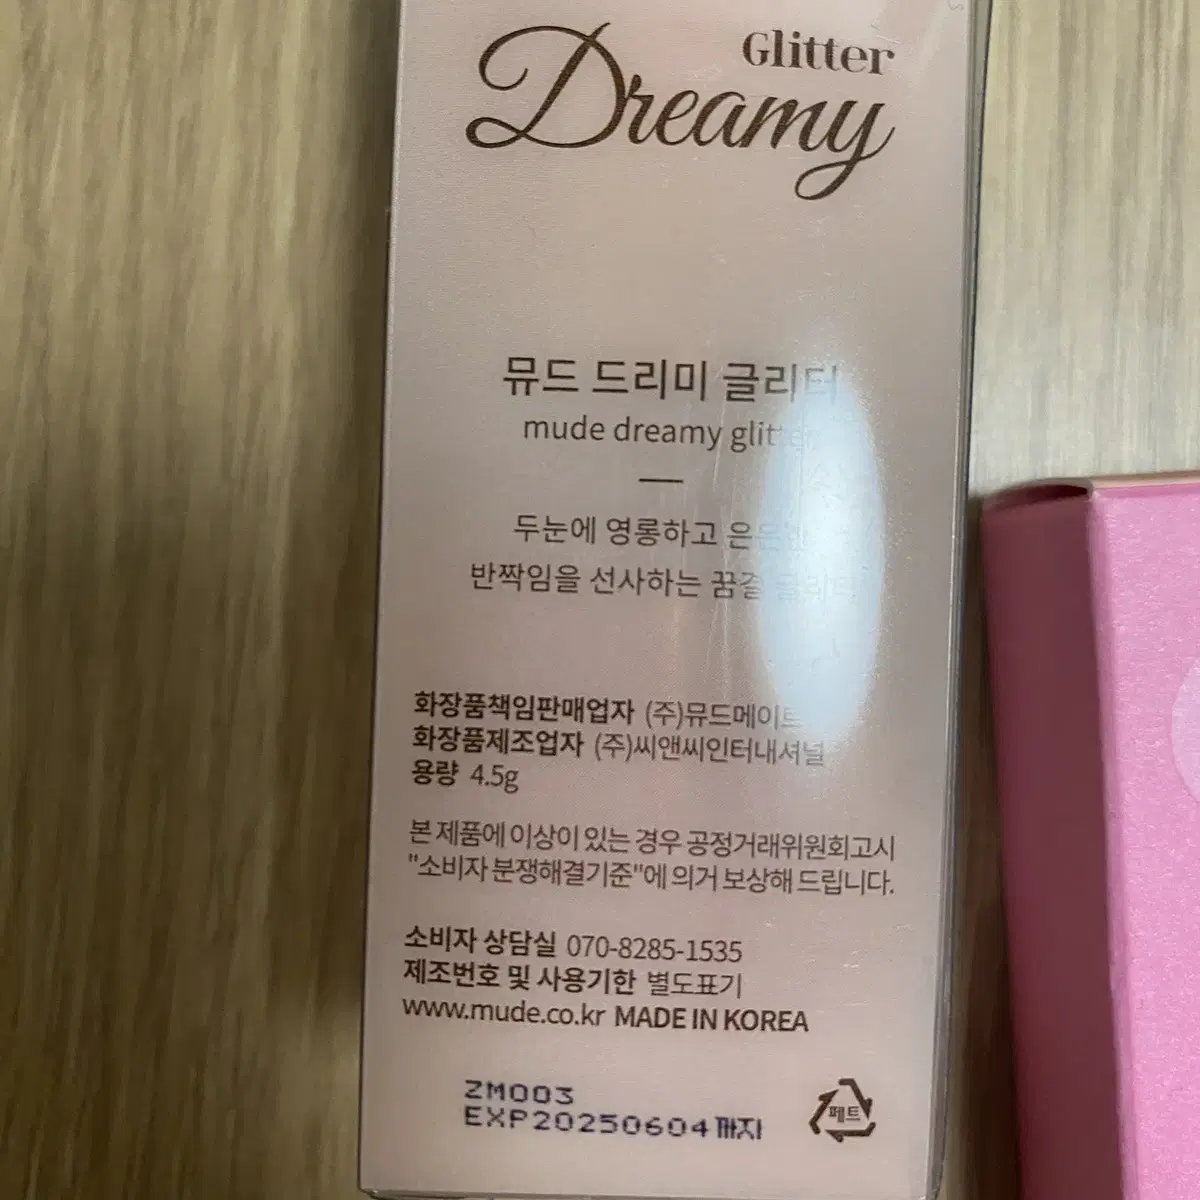 Glitter
Dreamy
뮤드 드리미 글리터
mude dreamy glitter
두눈에 영롱하고 은은한
반짝임을 선사하는 꿈결 글리터
화장품책임판매업자 (주)뮤드메이트
화장품제조업자 (주)씨앤씨인터내셔널
용량 4.5g
본 제품에 이상이 있는 경우 공정거래위원회고시
"소비자 분쟁해결기준"에 의거 보상해 드립니다.
소비자 상담실 070-8285-1535
제조번호 및 사용기한 별도표기
www.mude.co.kr MADE IN KOREA
ZM003
EXP20250604까지
페트